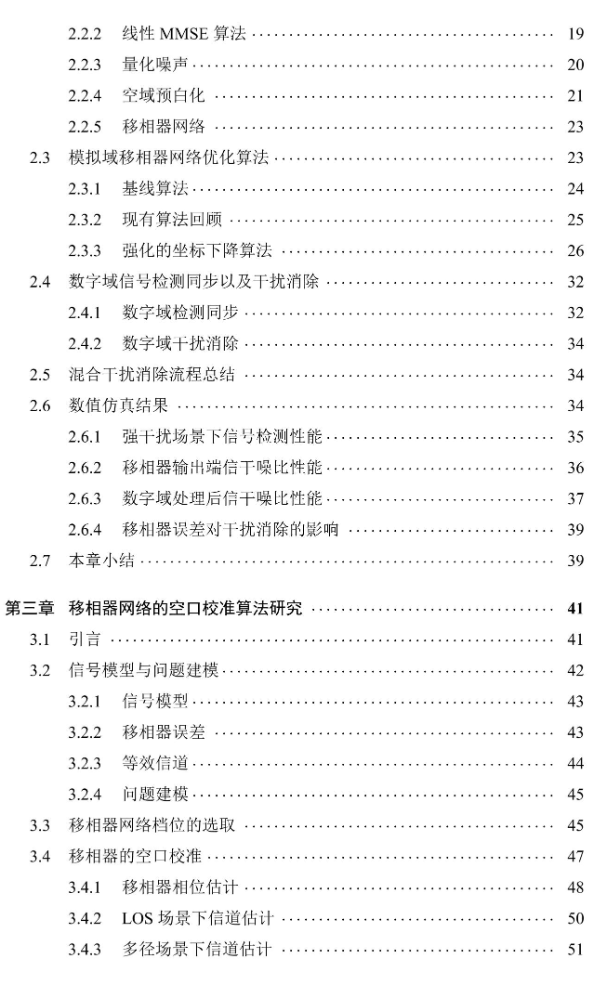 2.2.2 线性 MMSE 算法 ........................................ 19
2.2.3 量化噪声 ........................................ 20
2.2.4 空域预白化 ........................................ 21
2.2.5 移相器网络 ........................................ 23
2.3 模拟域移相器网络优化算法 ........................................ 23
2.3.1 基线算法 ........................................ 24
2.3.2 现有算法回顾 ........................................ 25
2.3.3 强化的坐标下降算法 ........................................ 26
2.4 数字域信号检测同步以及干扰消除 ........................................ 32
2.4.1 数字域检测同步 ........................................ 32
2.4.2 数字域干扰消除 ........................................ 34
2.5 混合干扰消除流程总结 ........................................ 34
2.6 数值仿真结果 ........................................ 34
2.6.1 强干扰场景下信号检测性能 ........................................ 35
2.6.2 移相器输出端信干噪比性能 ........................................ 36
2.6.3 数字域处理后信干噪比性能 ........................................ 37
2.6.4 移相器误差对干扰消除的影响 ........................................ 39
2.7 本章小结 ........................................ 39
第三章 移相器网络的空口校准算法研究 ........................................ 41
3.1 引言 ........................................ 41
3.2 信号模型与问题建模 ........................................ 42
3.2.1 信号模型 ........................................ 43
3.2.2 移相器误差 ........................................ 43
3.2.3 等效信道 ........................................ 44
3.2.4 问题建模 ........................................ 45
3.3 移相器网络档位的选取 ........................................ 45
3.4 移相器的空口校准 ........................................ 47
3.4.1 移相器相位估计 ........................................ 48
3.4.2 LOS 场景下信道估计 ........................................ 50
3.4.3 多径场景下信道估计 ........................................ 51